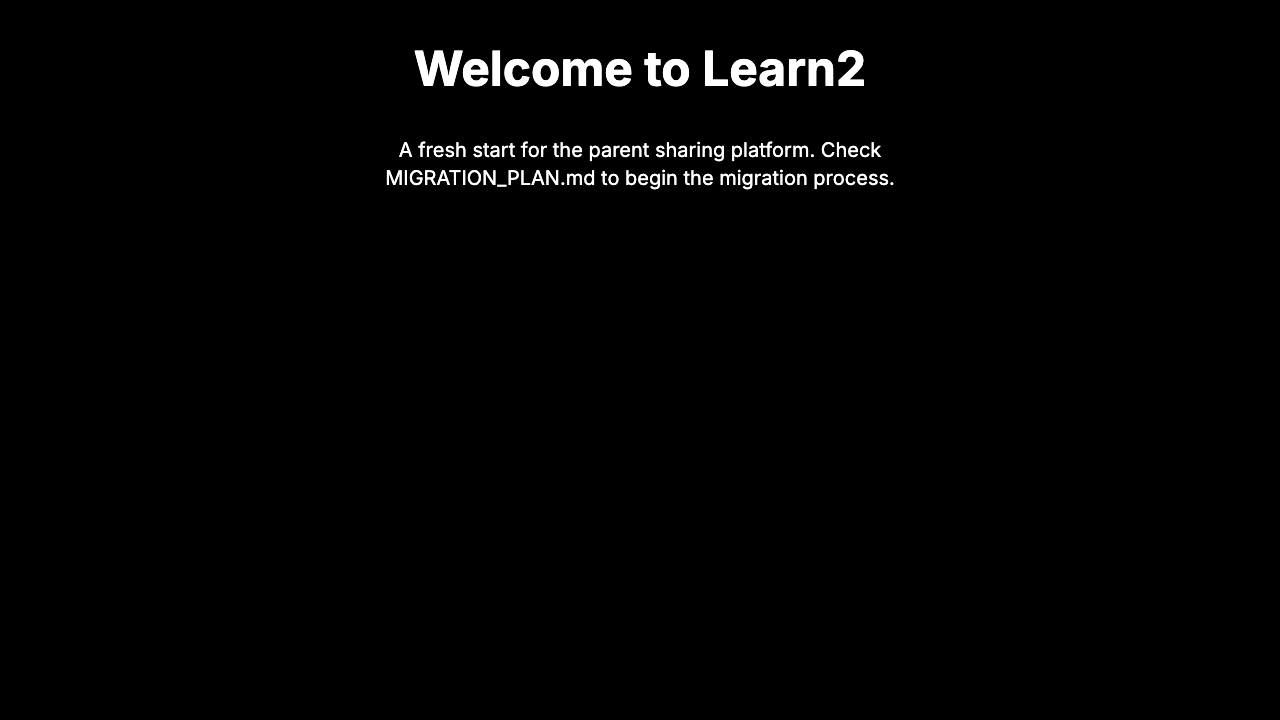 Welcome to Learn2
A fresh start for the parent sharing platform. Check
MIGRATION_PLAN.md to begin the migration process.